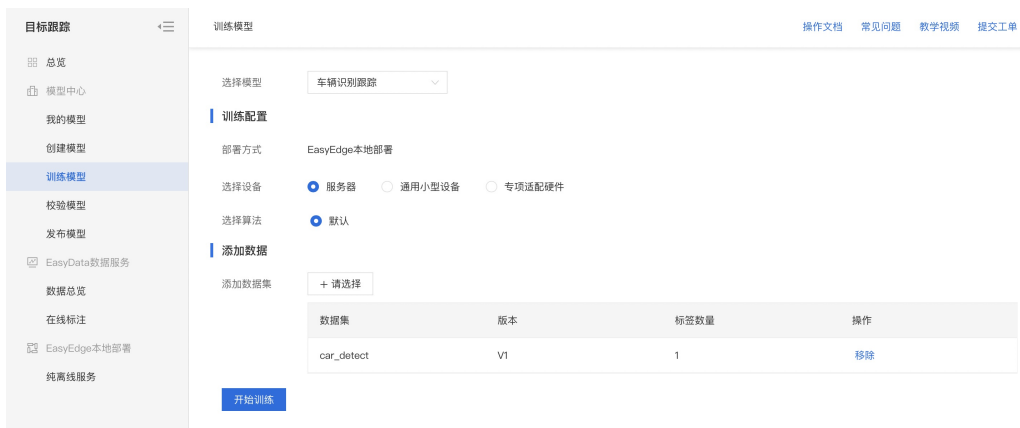 目标跟踪
总览
模型中心
我的模型
创建模型
训练模型
校验模型
发布模型
EasyData数据服务
数据总览
在线标注
EasyEdge本地部署
纯离线服务
训练模型 操作文档 常见问题 教学视频 提交工单
选择模型 车辆识别跟踪
训练配置
部署方式 EasyEdge本地部署
选择设备 服务器 通用小型设备 专项适配硬件
选择算法 默认
添加数据
添加数据集 + 请选择
数据集 版本 标签数量 操作
car_detect V1 1 移除
开始训练